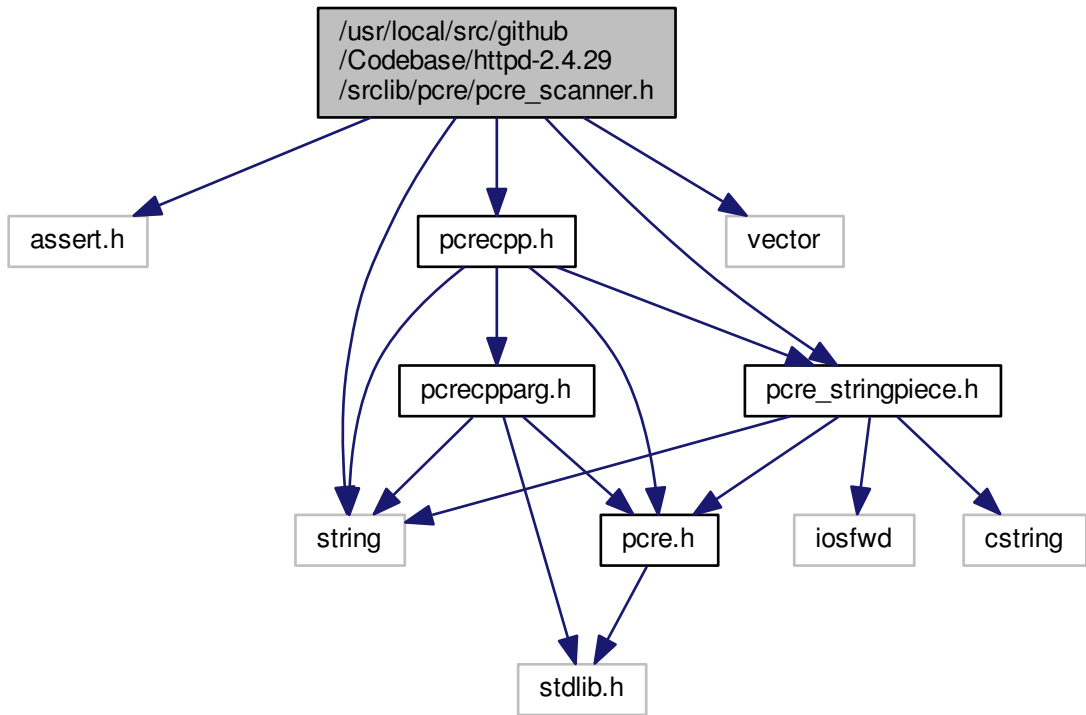 /usr/local/src/github
/Codebase/httpd-2.4.29
/srclib/pcre/pcre_scanner.h
assert.h
pcrecpp.h
vector
pcrecpparg.h
pcre_stringpiece.h
string
pcre.h
iosfwd
cstring
stdlib.h